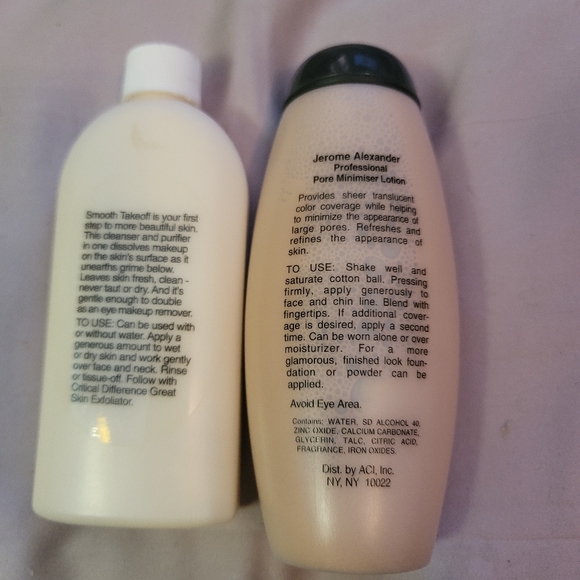 Smooth Takeoff is your first
step to more beautiful skin.
This cleanser and purifier
in one dissolves makeup
on the skin's surface as it
unearths grime below.
Leaves skin fresh, clean -
never taut or dry. And it's
gentle enough to double
as an eye makeup remover.
TO USE: Can be used with
or without water. Apply a
generous amount to wet
or dry skin and work gently
over face and neck. Rinse
or tissue-off. Follow with
Critical Difference Great
Skin Exfoliator.
Jerome Alexander
Professional
Pore Minimiser Lotion
Provides sheer translucent
color coverage while helping
to minimize the appearance of
large pores. Refreshes and
refines the appearance of
skin.
TO USE: Shake well and
saturate cotton ball. Pressing
firmly, apply generously to
face and chin line. Blend with
fingertips. If additional cover-
age is desired, apply a second
time. Can be worn alone or over
moisturizer. For a more
glamorous, finished look foun-
dation or powder can be
applied.
Avoid Eye Area.
Contains: WATER, SD ALCOHOL 40,
ZINC OXIDE, CALCIUM CARBONATE,
GLYCERIN, TALC, CITRIC ACID,
FRAGRANCE, IRON OXIDES.
Dist. by ACI, Inc.
NY, NY 10022